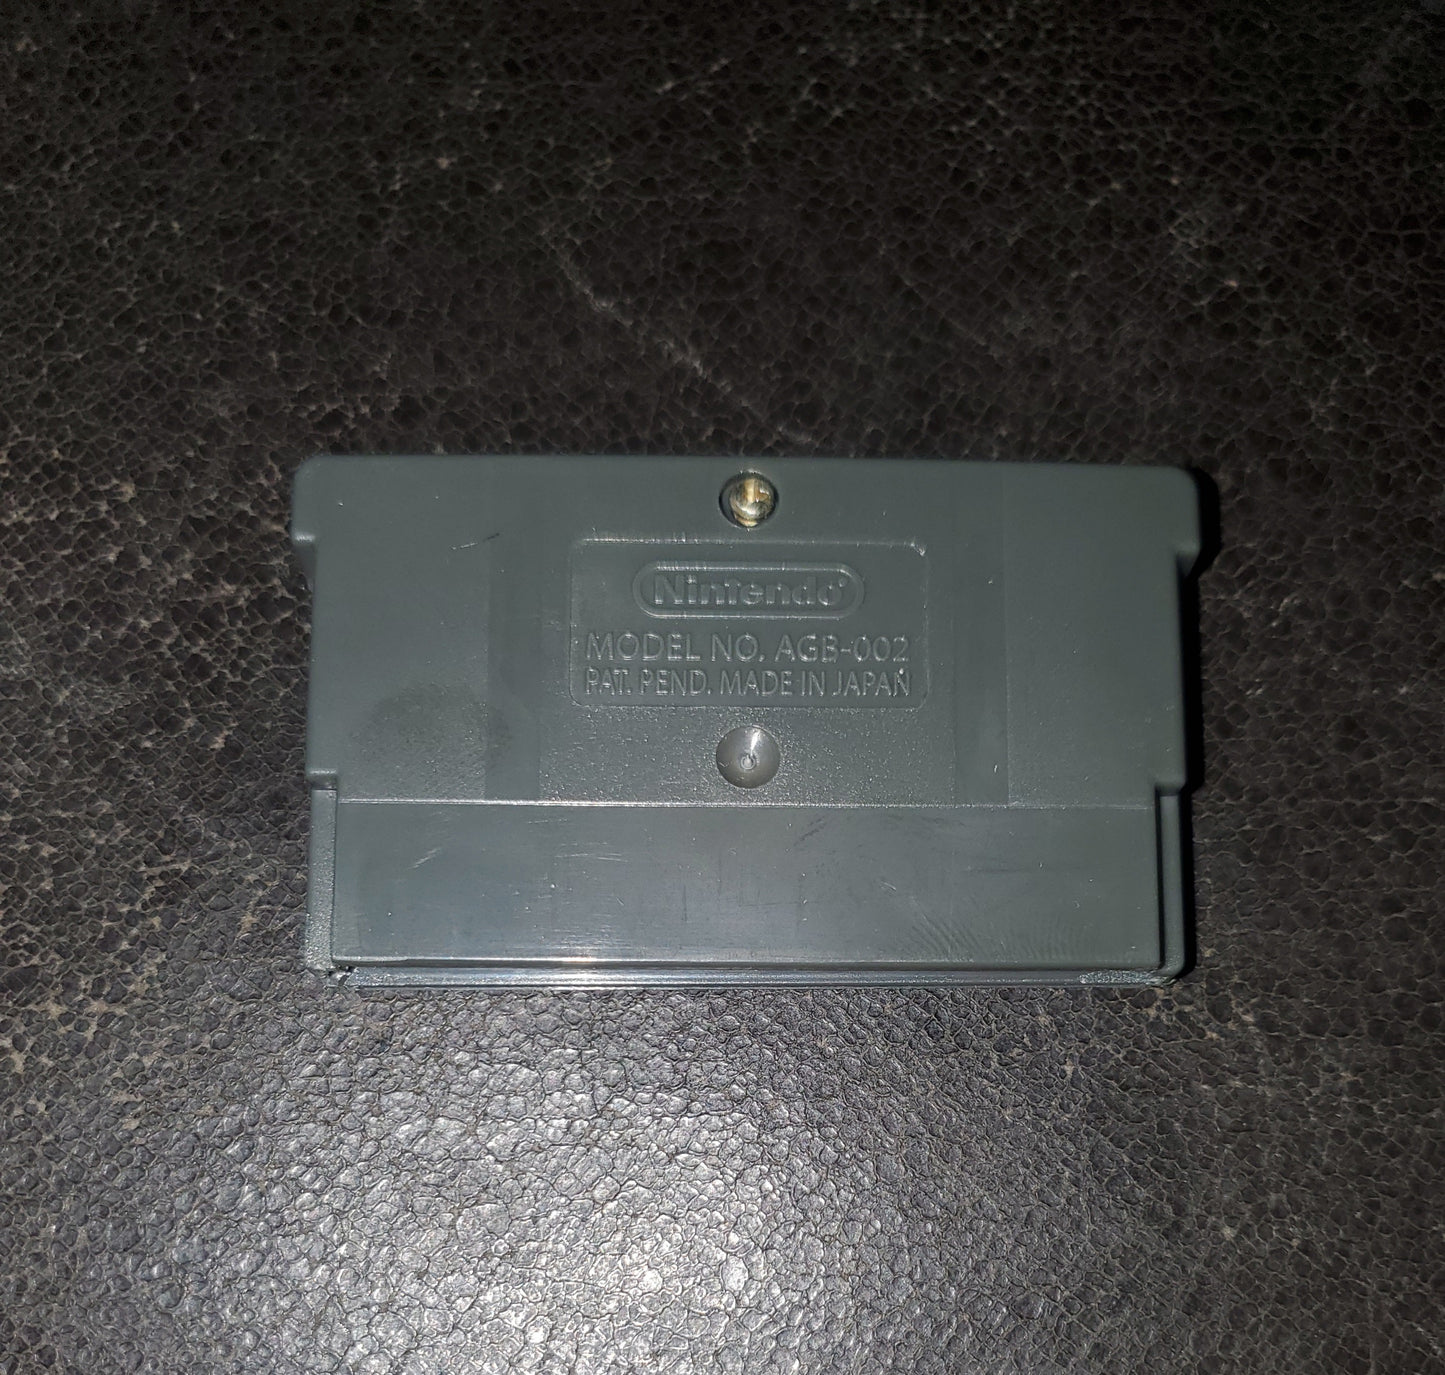 Nintendo®
MODEL NO. AGB-002
PAT. PEND. MADE IN JAPAN